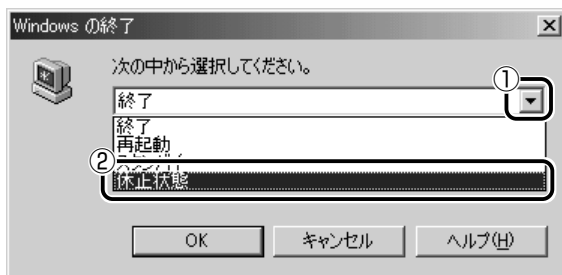 Windows の終了
次の中から選択してください。
①
終了
終了
再起動
②
休止状態
OK
キャンセル
ヘルプ(H)